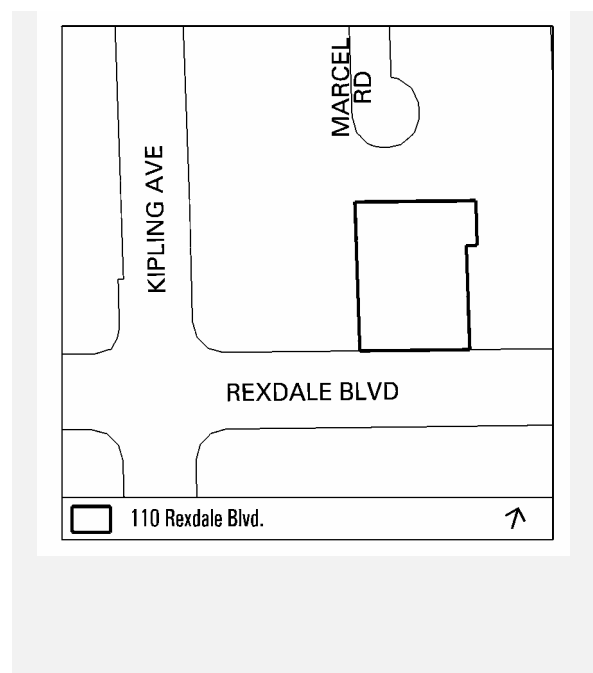 MARCEL
RD
KIPLING AVE
REXDALE BLVD
110 Rexdale Blvd.